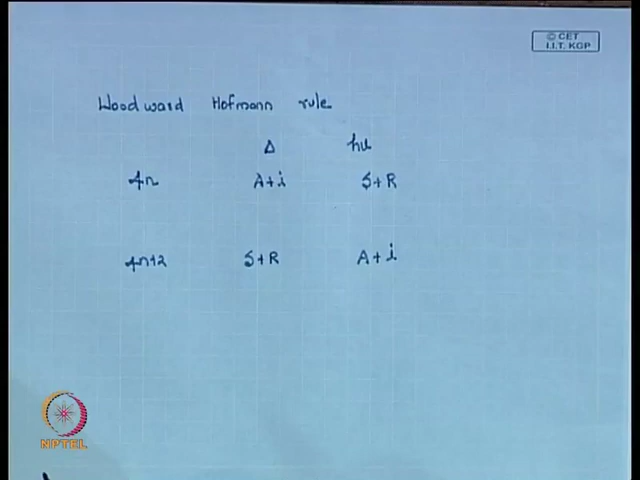 © CET
I.I.T. KGP
Woodward Hofmann rule
Δ hν
4n A+i S+R
4n+2 S+R A+i
NPTEL